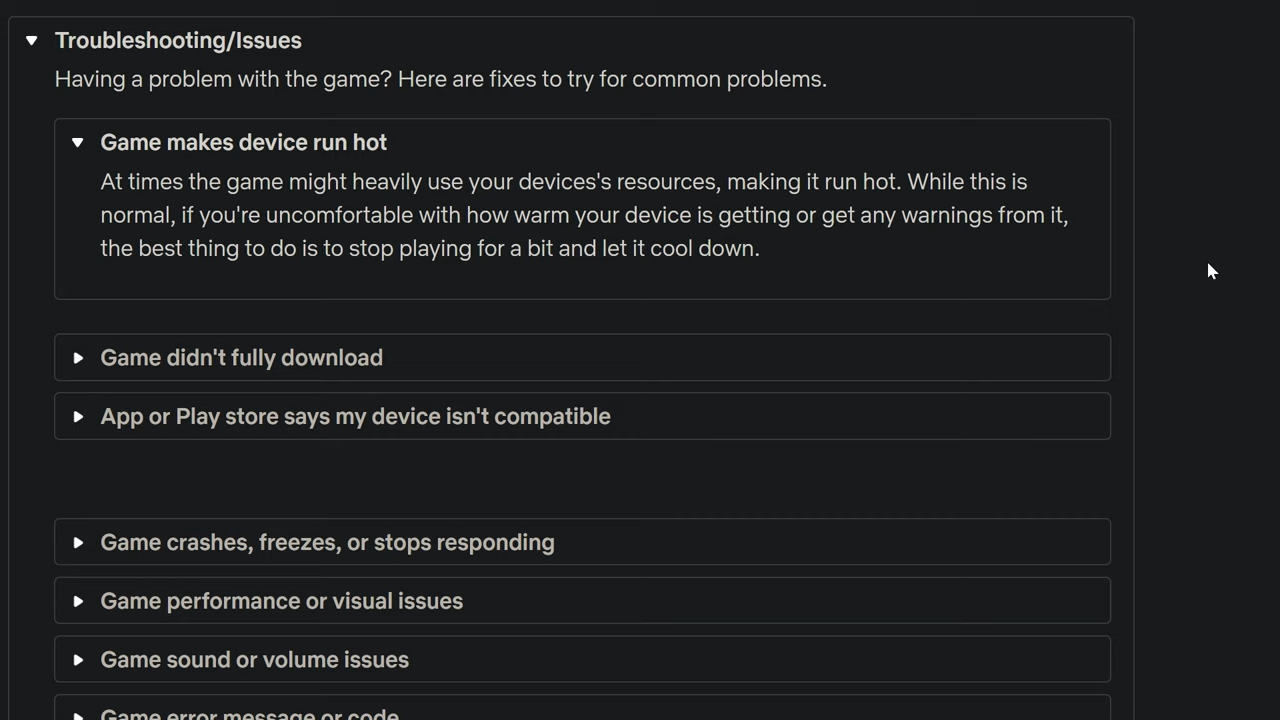 Troubleshooting/Issues
Having a problem with the game? Here are fixes to try for common problems.
Game makes device run hot
At times the game might heavily use your devices's resources, making it run hot. While this is
normal, if you're uncomfortable with how warm your device is getting or get any warnings from it,
the best thing to do is to stop playing for a bit and let it cool down.
Game didn't fully download
App or Play store says my device isn't compatible
Game crashes, freezes, or stops responding
Game performance or visual issues
Game sound or volume issues
Game error message or code